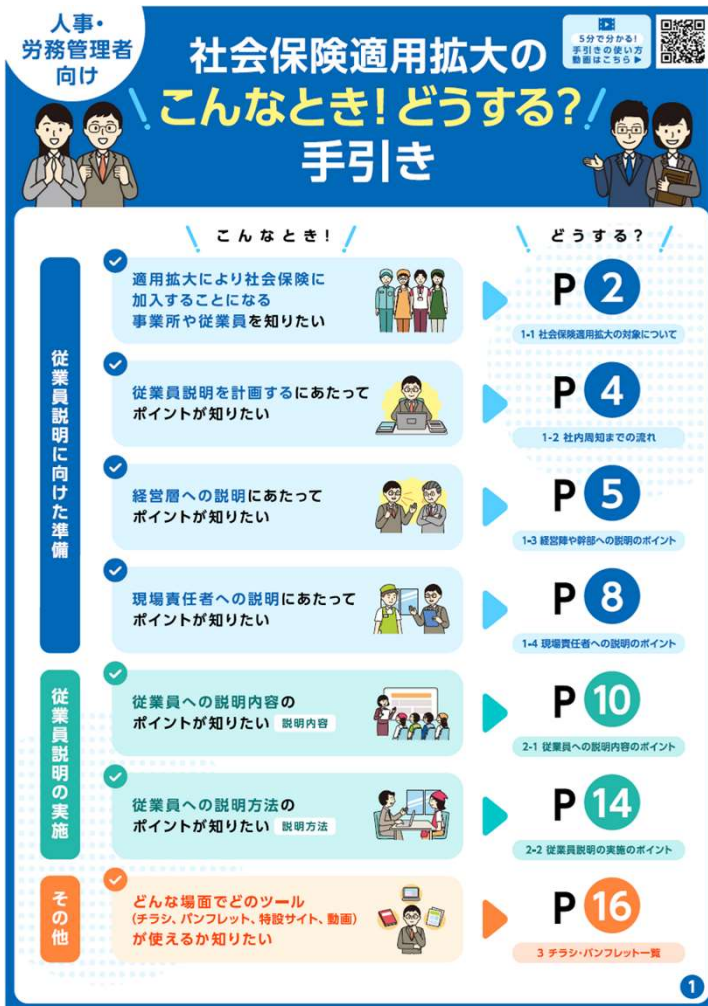 人事・
労務管理者
向け
5分で分かる!
手引きの使い方
動画はこちら▶
社会保険適用拡大の
こんなとき!どうする?
手引き
こんなとき!
どうする?
従業員説明に向けた準備
適用拡大により社会保険に
加入することになる
事業所や従業員を知りたい
P 2
1-1 社会保険適用拡大の対象について
従業員説明を計画するにあたって
ポイントが知りたい
P 4
1-2 社内周知までの流れ
経営層への説明にあたって
ポイントが知りたい
P 5
1-3 経営陣や幹部への説明のポイント
現場責任者への説明にあたって
ポイントが知りたい
P 8
1-4 現場責任者への説明のポイント
従業員説明の実施
従業員への説明内容の
ポイントが知りたい 説明内容
P 10
2-1 従業員への説明内容のポイント
従業員への説明方法の
ポイントが知りたい 説明方法
P 14
2-2 従業員説明の実施のポイント
その他
どんな場面でどのツール
(チラシ、パンフレット、特設サイト、動画)
が使えるか知りたい
P 16
3 チラシ・パンフレット一覧
1